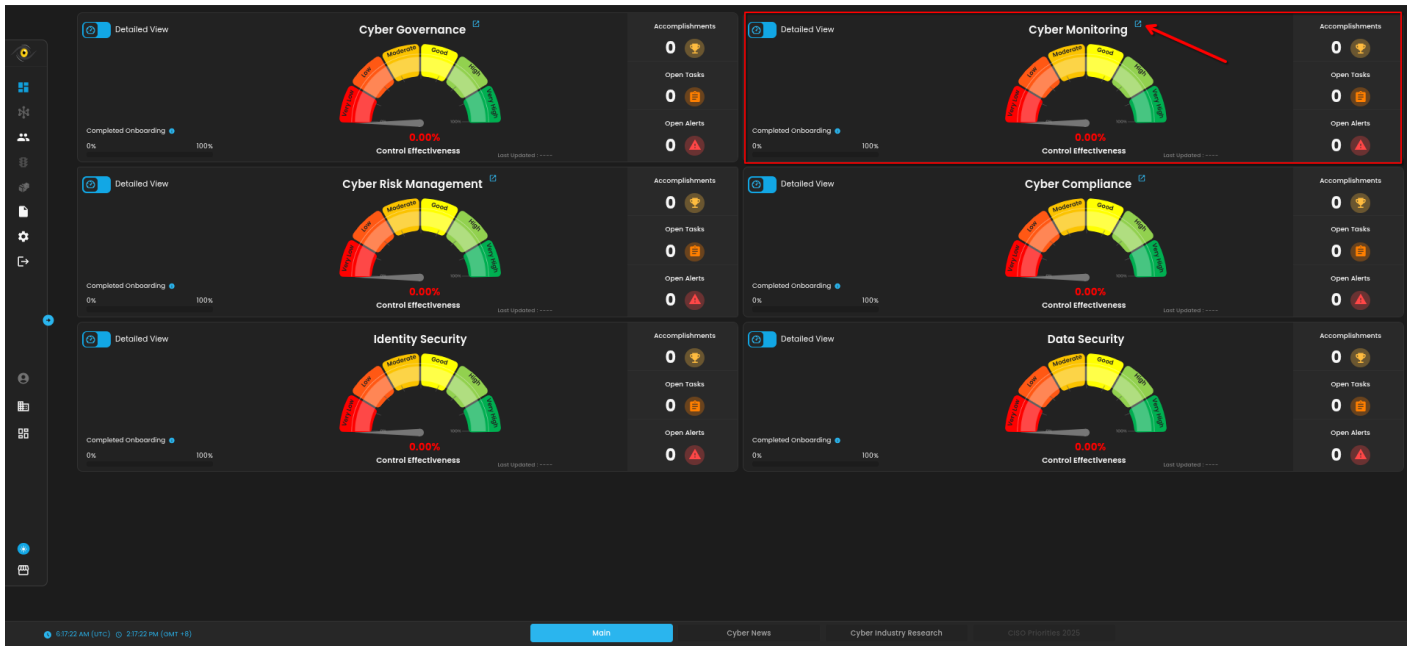 Detailed View
Cyber Governance
Very Low
Low
Moderate
Good
High
Very High
0.00%
Control Effectiveness
Completed Onboarding
0% 100%
Last Updated : ----
Accomplishments
0
Open Tasks
0
Open Alerts
0
Detailed View
Cyber Monitoring
Very Low
Low
Moderate
Good
High
Very High
0.00%
Control Effectiveness
Completed Onboarding
0% 100%
Last Updated : ----
Accomplishments
0
Open Tasks
0
Open Alerts
0
Detailed View
Cyber Risk Management
Very Low
Low
Moderate
Good
High
Very High
0.00%
Control Effectiveness
Completed Onboarding
0% 100%
Last Updated : ----
Accomplishments
0
Open Tasks
0
Open Alerts
0
Detailed View
Cyber Compliance
Very Low
Low
Moderate
Good
High
Very High
0.00%
Control Effectiveness
Completed Onboarding
0% 100%
Last Updated : ----
Accomplishments
0
Open Tasks
0
Open Alerts
0
Detailed View
Identity Security
Very Low
Low
Moderate
Good
High
Very High
0.00%
Control Effectiveness
Completed Onboarding
0% 100%
Last Updated : ----
Accomplishments
0
Open Tasks
0
Open Alerts
0
Detailed View
Data Security
Very Low
Low
Moderate
Good
High
Very High
0.00%
Control Effectiveness
Completed Onboarding
0% 100%
Last Updated : ----
Accomplishments
0
Open Tasks
0
Open Alerts
0
6:17:22 AM (UTC) 2:17:22 PM (GMT +8)
Main
Cyber News
Cyber Industry Research
CISO Priorities 2025